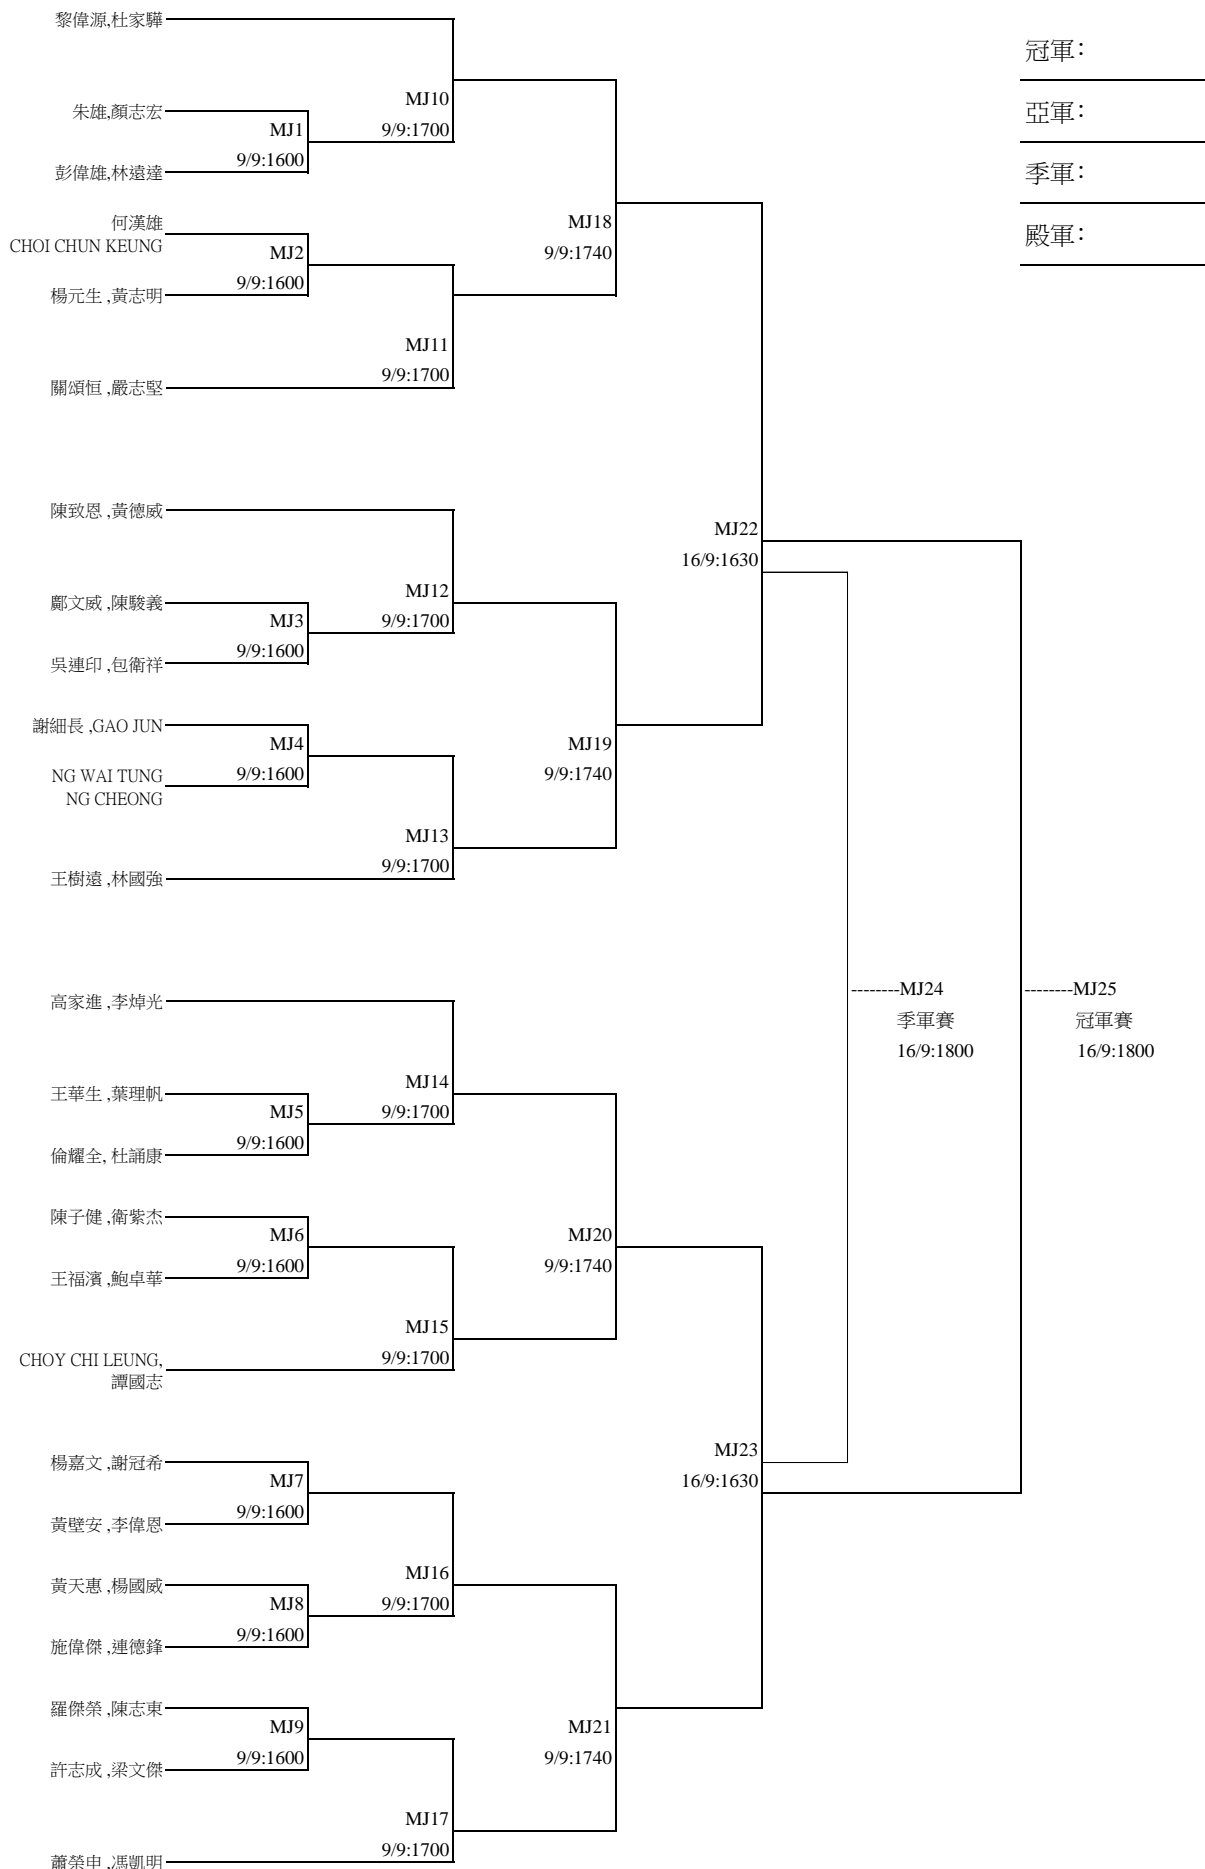 黎偉源,杜家驊
冠軍：
MJ10
朱雄,顏志宏
亞軍：
MJ1
9/9:1700
9/9:1600
彭偉雄,林遠達
季軍：
何漢雄
MJ18
殿軍：
CHOI CHUN KEUNG
MJ2
9/9:1740
9/9:1600
楊元生 ,黃志明
MJ11
9/9:1700
關頌恒 ,嚴志堅
陳致恩 ,黃德威
MJ22
16/9:1630
MJ12
鄺文威 ,陳駿義
MJ3
9/9:1700
9/9:1600
吳連印 ,包衛祥
謝細長 ,GAO JUN
MJ4
MJ19
NG WAI TUNG
9/9:1600
9/9:1740
NG CHEONG
MJ13
9/9:1700
王樹遠 ,林國強
高家進 ,李焯光
--------MJ24
--------MJ25
季軍賽
冠軍賽
16/9:1800
16/9:1800
MJ14
王華生 ,葉理帆
MJ5
9/9:1700
9/9:1600
倫耀全, 杜誦康
陳子健 ,衛紫杰
MJ6
MJ20
9/9:1600
9/9:1740
王福濱 ,鮑卓華
MJ15
CHOY CHI LEUNG,
9/9:1700
譚國志
楊嘉文 ,謝冠希
MJ23
MJ7
16/9:1630
9/9:1600
黃壁安 ,李偉恩
MJ16
黃天惠 ,楊國威
MJ8
9/9:1700
9/9:1600
施偉傑 ,連德鋒
羅傑榮 ,陳志東
MJ9
MJ21
9/9:1600
9/9:1740
許志成 ,梁文傑
MJ17
9/9:1700
蕭榮申 ,馮凱明